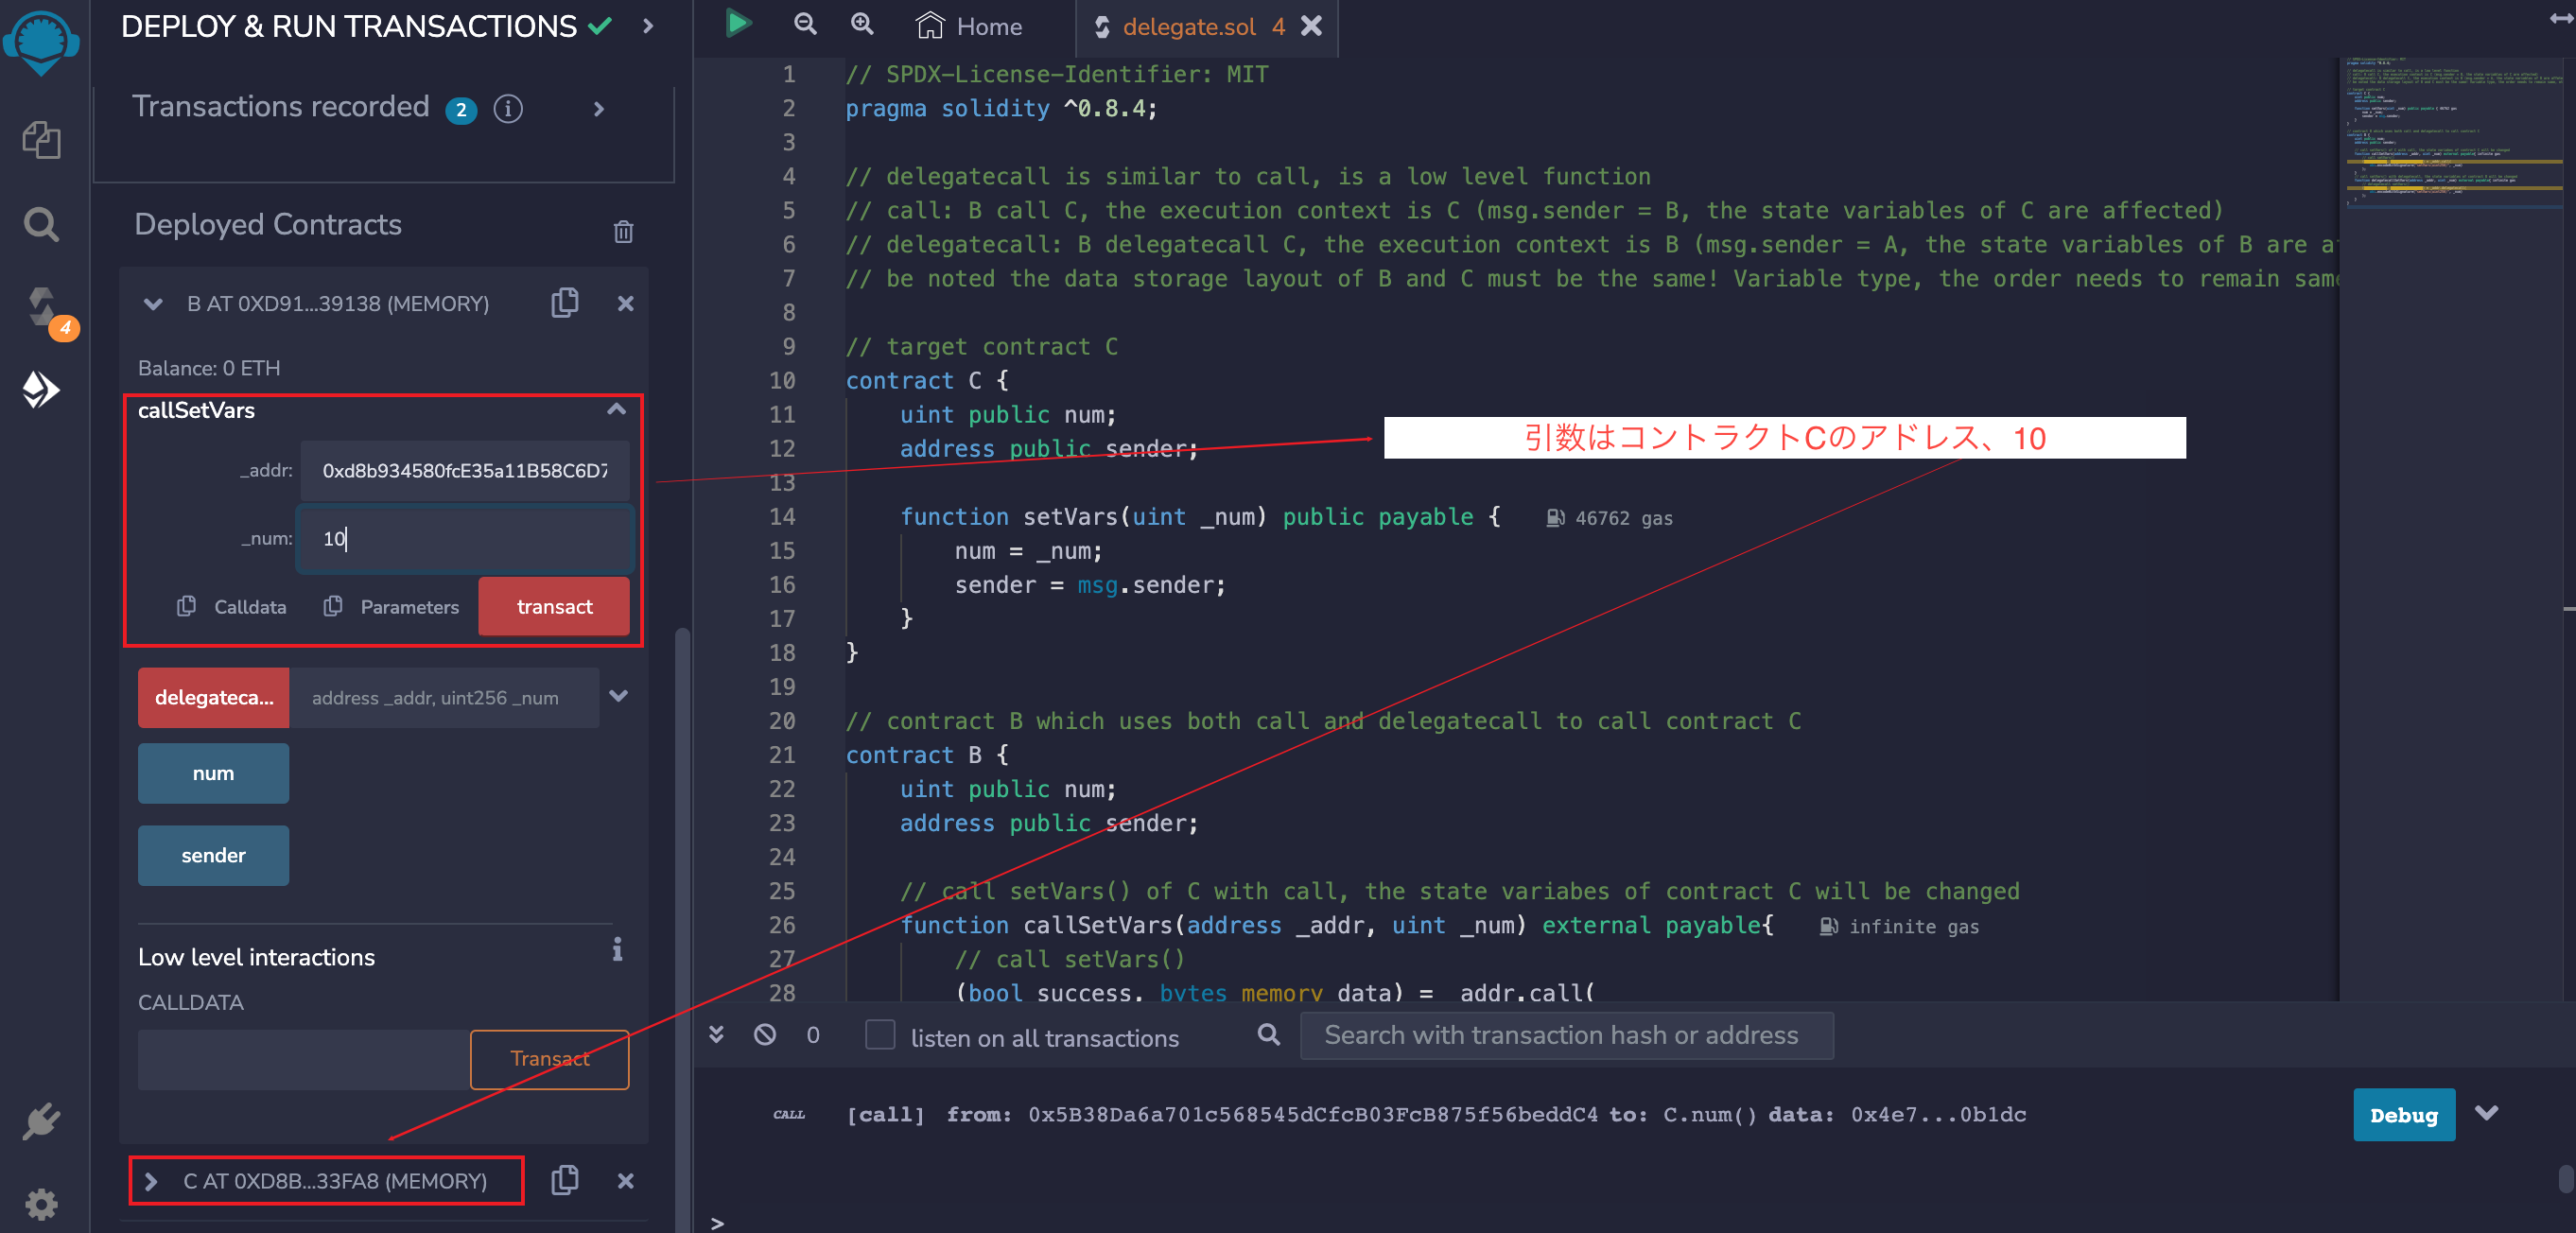 DEPLOY & RUN TRANSACTIONS
Transactions recorded 2
Deployed Contracts
4
B AT 0XD91...39138 (MEMORY)
Balance: 0 ETH
callSetVars
_addr: 0xd8b934580fcE35a11B58C6D7
_num: 10
Calldata Parameters transact
delegateca... address _addr, uint256 _num
num
sender
Low level interactions
CALLDATA
Transact
C AT 0XD8B...33FA8 (MEMORY)
Home delegate.sol 4
1 // SPDX-License-Identifier: MIT
2 pragma solidity ^0.8.4;
3
4 // delegatecall is similar to call, is a low level function
5 // call: B call C, the execution context is C (msg.sender = B, the state variables of C are affected)
6 // delegatecall: B delegatecall C, the execution context is B (msg.sender = A, the state variables of B are
7 // be noted the data storage layout of B and C must be the same! Variable type, the order needs to remain same
8
9 // target contract C
10 contract C {
11 uint public num;
12 address public sender;
引数はコントラクトCのアドレス、10
13
14 function setVars(uint _num) public payable { 46762 gas
15 num = _num;
16 sender = msg.sender;
17 }
18 }
19
20 // contract B which uses both call and delegatecall to call contract C
21 contract B {
22 uint public num;
23 address public sender;
24
25 // call setVars() of C with call, the state variabes of contract C will be changed
26 function callSetVars(address _addr, uint _num) external payable{ infinite gas
27 // call setVars()
28 (bool success, bytes memory data) = _addr.call(
0 listen on all transactions Search with transaction hash or address
CALL [call] from: 0x5B38Da6a701c568545dCfcB03FcB875f56beddC4 to: C.num() data: 0x4e7...0b1dc Debug
>